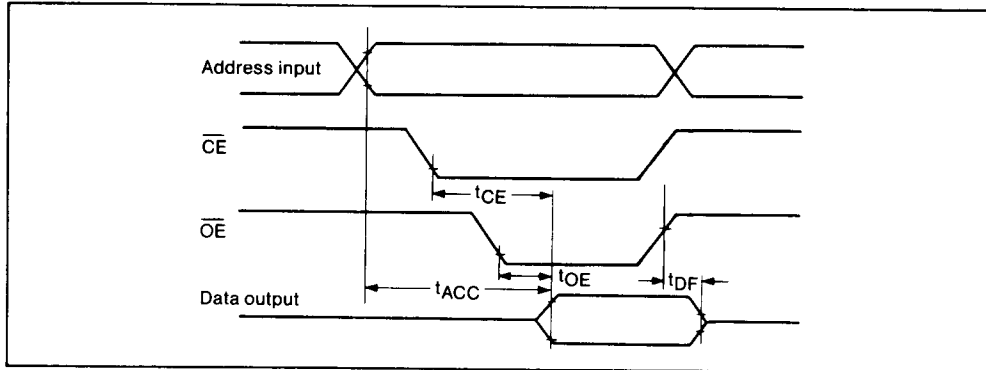 Address input
CE
tCE
OE
tOE
tDF
tACC
Data output